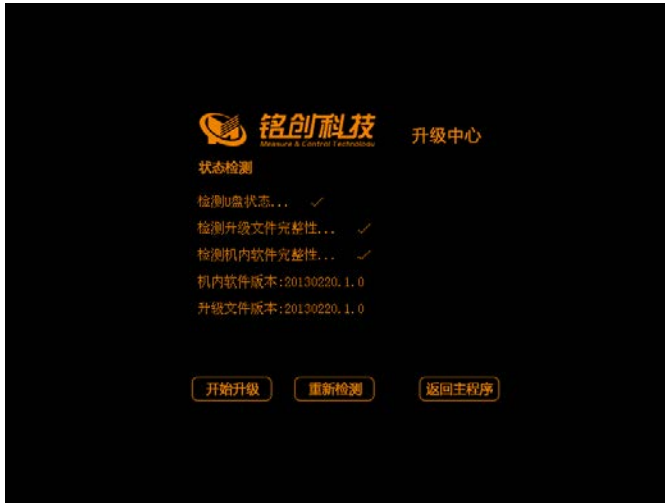 铭创科技
Measure & Control Technology
升级中心
状态检测
检测U盘状态... ✓
检测升级文件完整性... ✓
检测机内软件完整性... ✓
机内软件版本:20130220.1.0
升级文件版本:20130220.1.0
开始升级
重新检测
返回主程序